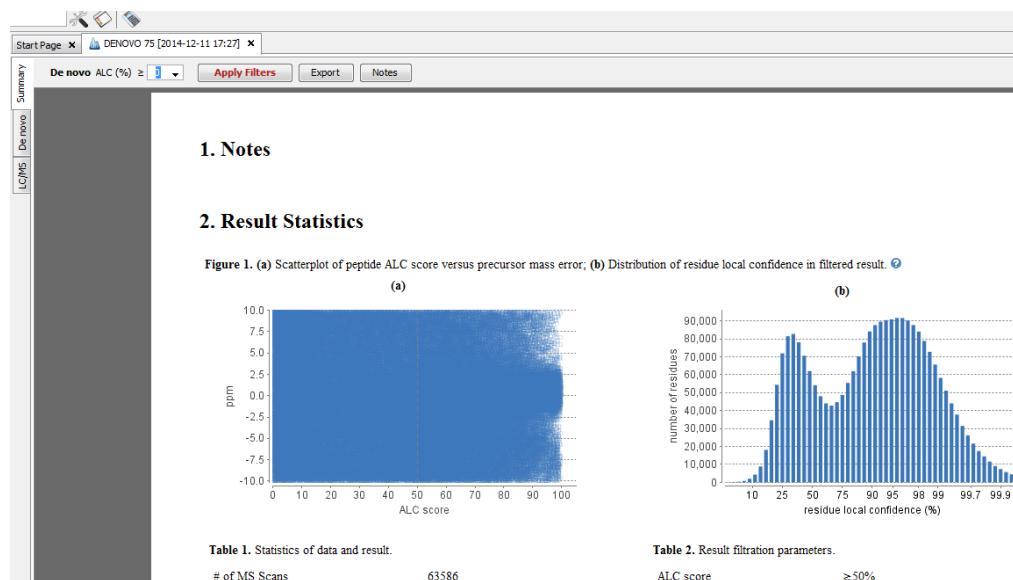 Start Page
DENOVO 75 [2014-12-11 17:27]
Summary
De novo
LC/MS
De novo ALC (%) ≥ 0
Apply Filters
Export
Notes
1. Notes
2. Result Statistics
Figure 1. (a) Scatterplot of peptide ALC score versus precursor mass error; (b) Distribution of residue local confidence in filtered result.
(a)
10.0
7.5
5.0
2.5
0.0
-2.5
-5.0
-7.5
-10.0
ppm
0 10 20 30 40 50 60 70 80 90 100
ALC score
(b)
90,000
80,000
70,000
60,000
50,000
40,000
30,000
20,000
10,000
0
number of residues
10 25 50 75 90 95 98 99 99.7 99.9
residue local confidence (%)
Table 1. Statistics of data and result.
# of MS Scans 63586
Table 2. Result filtration parameters.
ALC score ≥50%